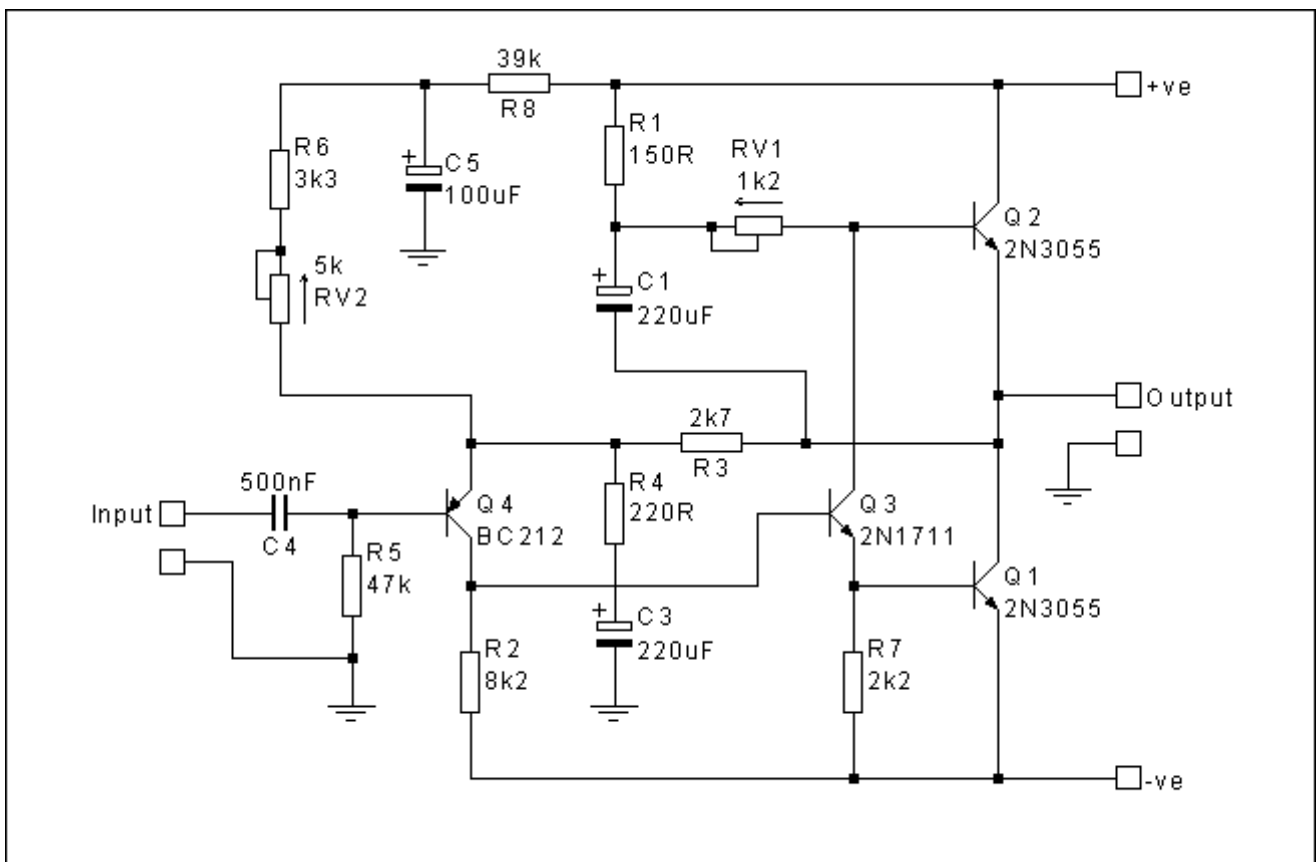 39k
R8
+ve
R6
3k3
+
C5
100uF
R1
150R
RV1
1k2
Q2
2N3055
5k
RV2
+
C1
220uF
Output
2k7
R3
500nF
Input
C4
Q4
BC212
R4
220R
Q3
2N1711
R5
47k
Q1
2N3055
+
C3
220uF
R2
8k2
R7
2k2
-ve